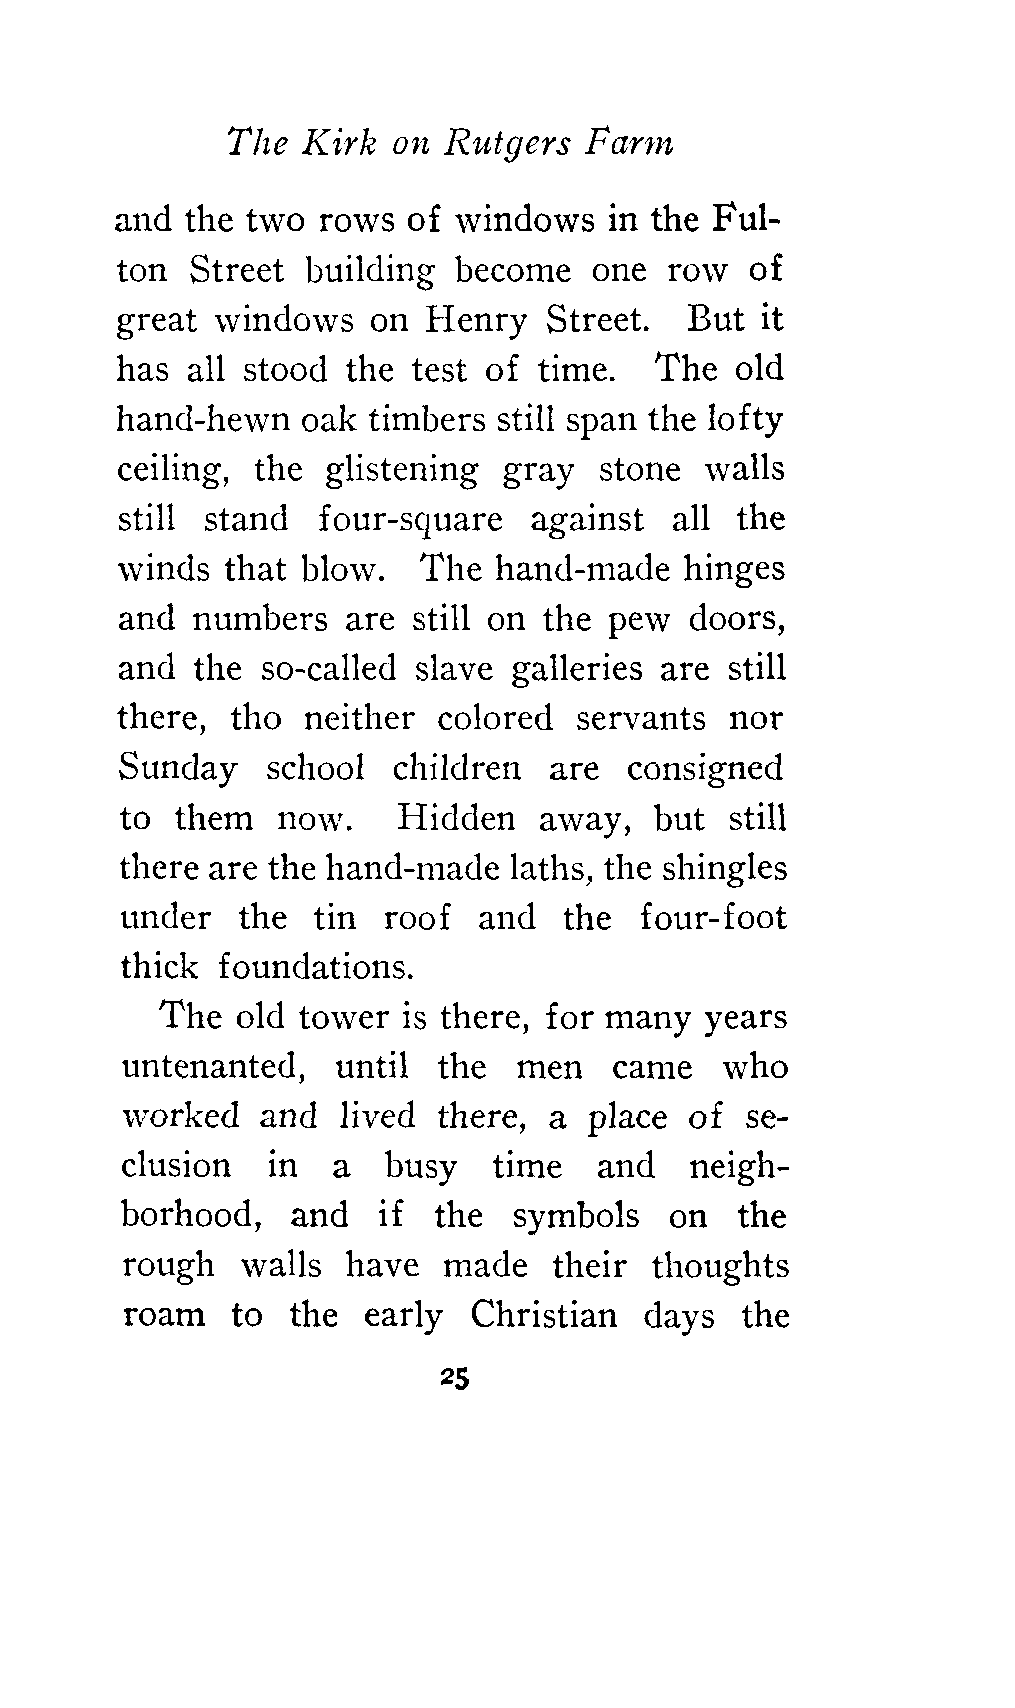 The Kirk on Rutgers Farm
and the two rows of windows in the Ful-
ton Street building become one row of
great windows on Henry Street. But it
has all stood the test of time. The old
hand-hewn oak timbers still span the lofty
ceiling, the glistening gray stone walls
still stand four-square against all the
winds that blow. The hand-made hinges
and numbers are still on the pew doors,
and the so-called slave galleries are still
there, tho neither colored servants nor
Sunday school children are consigned
to them now. Hidden away, but still
there are the hand-made laths, the shingles
under the tin roof and the four-foot
thick foundations.
The old tower is there, for many years
untenanted, until the men came who
worked and lived there, a place of se-
clusion in a busy time and neigh-
borhood, and if the symbols on the
rough walls have made their thoughts
roam to the early Christian days the
25